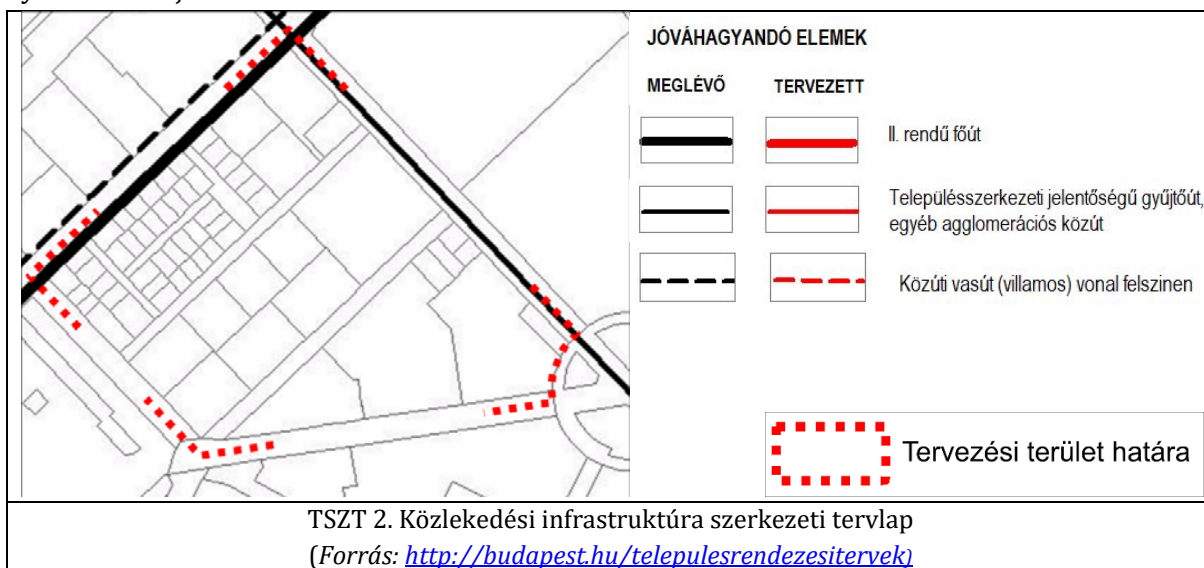 JÓVÁHAGYANDÓ ELEMEK
MEGLÉVŐ TERVEZETT
II. rendű főút
Településszerkezeti jelentőségű gyűjtőút,
egyéb agglomerációs közút
Közúti vasút (villamos) vonal felszinen
Tervezési terület határa
TSZT 2. Közlekedési infrastruktúra szerkezeti tervlap
(Forrás: http://budapest.hu/telepulesrendezesitervek)